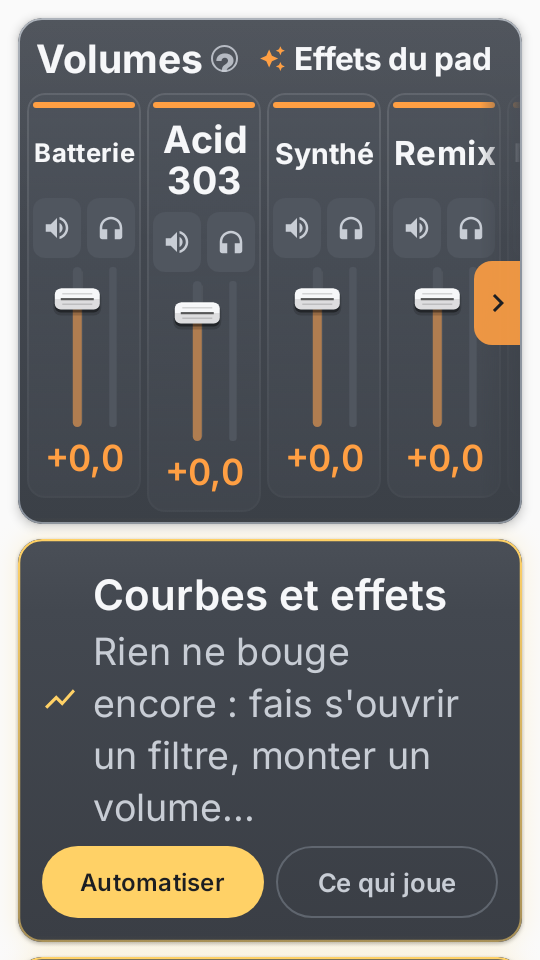 Volumes
Effets du pad
Batterie
Acid
303
Synthé
Remix
+0,0
+0,0
+0,0
+0,0
Courbes et effets
Rien ne bouge
encore : fais s'ouvrir
un filtre, monter un
volume...
Automatiser
Ce qui joue